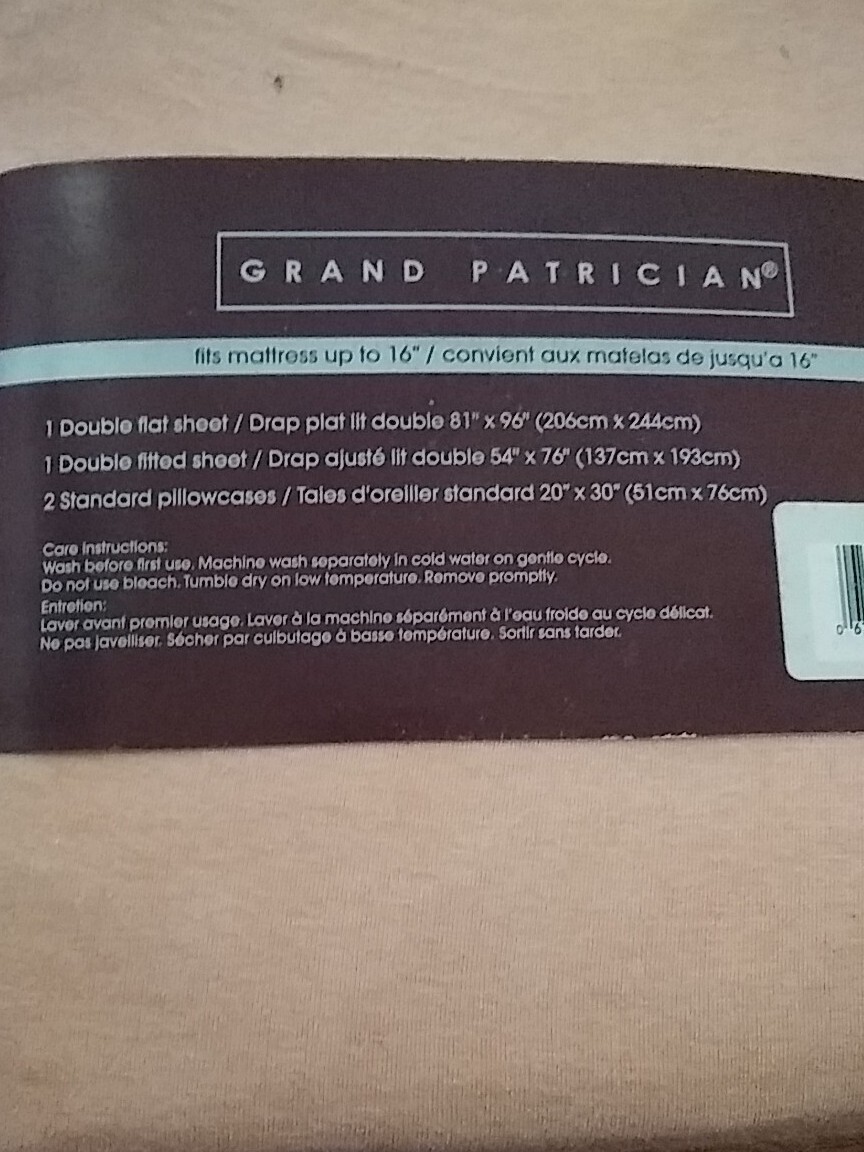 GRAND PATRICIAN®
fits mattress up to 16" / convient aux matelas de jusqu'a 16"
1 Double flat sheet / Drap plat lit double 81" x 96" (206cm x 244cm)
1 Double fitted sheet / Drap ajusté lit double 54" x 76" (137cm x 193cm)
2 Standard pillowcases / Taies d'oreiller standard 20" x 30" (51cm x 76cm)
Care Instructions:
Wash before first use. Machine wash separately in cold water on gentle cycle.
Do not use bleach. Tumble dry on low temperature. Remove promptly.
Entretien:
Laver avant premier usage. Laver à la machine séparément à l'eau froide au cycle délicat.
Ne pas javelliser. Sécher par culbutage à basse température. Sortir sans tarder.
0 6